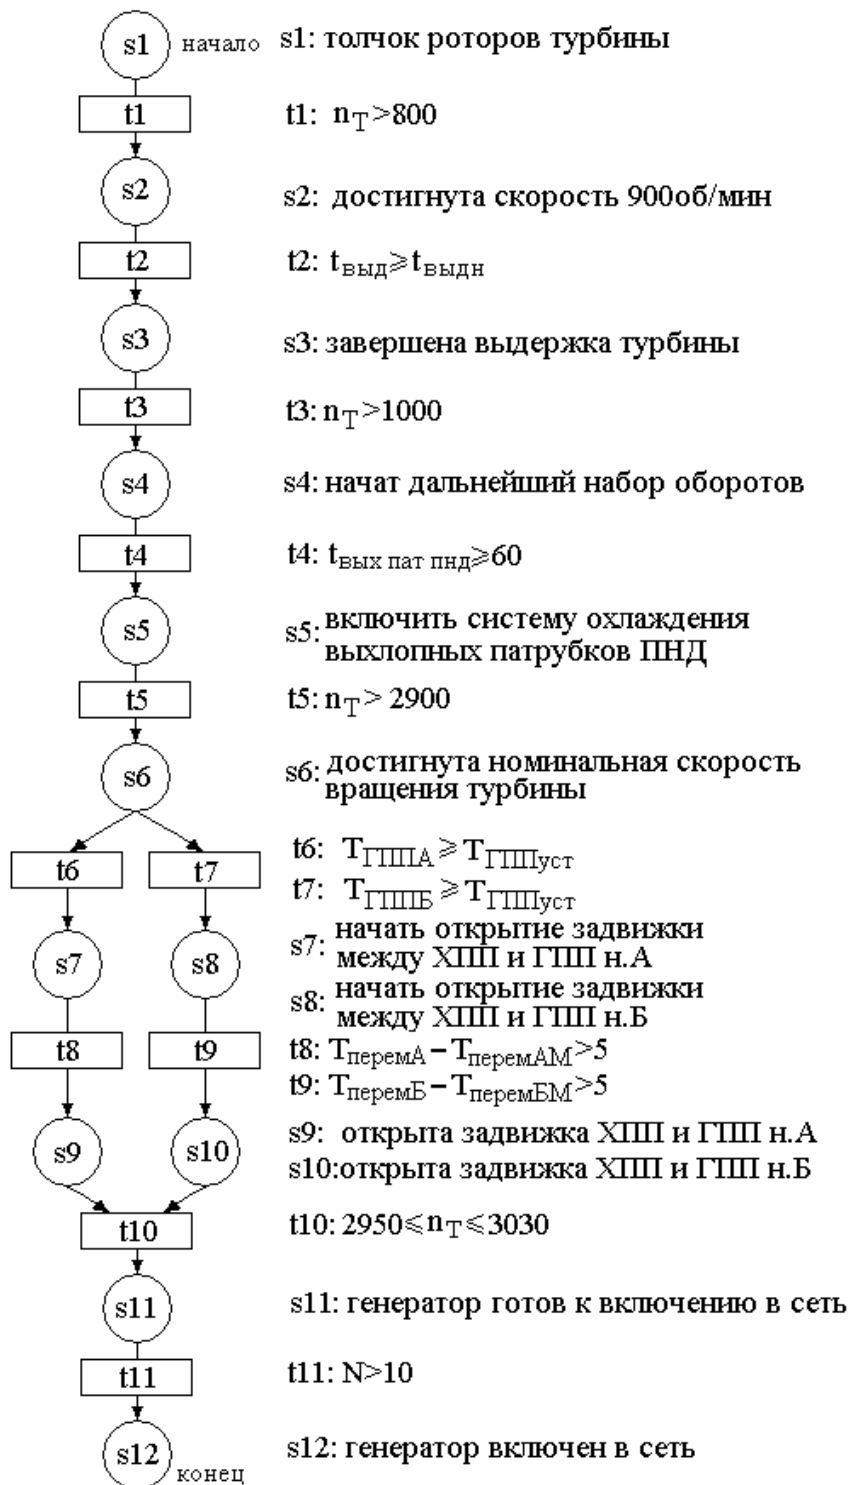 s1 начало s1: толчок роторов турбины
t1 t1: nТ>800
s2 s2: достигнута скорость 900об/мин
t2 t2: tвыд⩾tвыдн
s3 s3: завершена выдержка турбины
t3 t3: nТ>1000
s4 s4: начат дальнейший набор оборотов
t4 t4: tвых пат пнд⩾60
s5 s5: включить систему охлаждения
выхлопных патрубков ПНД
t5 t5: nТ> 2900
s6 s6: достигнута номинальная скорость
вращения турбины
t6 t7 t6: TГППА⩾TГППуст
t7: TГППБ⩾TГППуст
s7 s8 s7: начать открытие задвижки
между ХПП и ГПП н.А
s8: начать открытие задвижки
между ХПП и ГПП н.Б
t8 t9 t8: TперемА–TперемАМ>5
t9: TперемБ–TперемБМ>5
s9 s10 s9: открыта задвижка ХПП и ГПП н.А
s10:открыта задвижка ХПП и ГПП н.Б
t10 t10: 2950⩽nТ⩽3030
s11 s11: генератор готов к включению в сеть
t11 t11: N>10
s12 конец s12: генератор включен в сеть